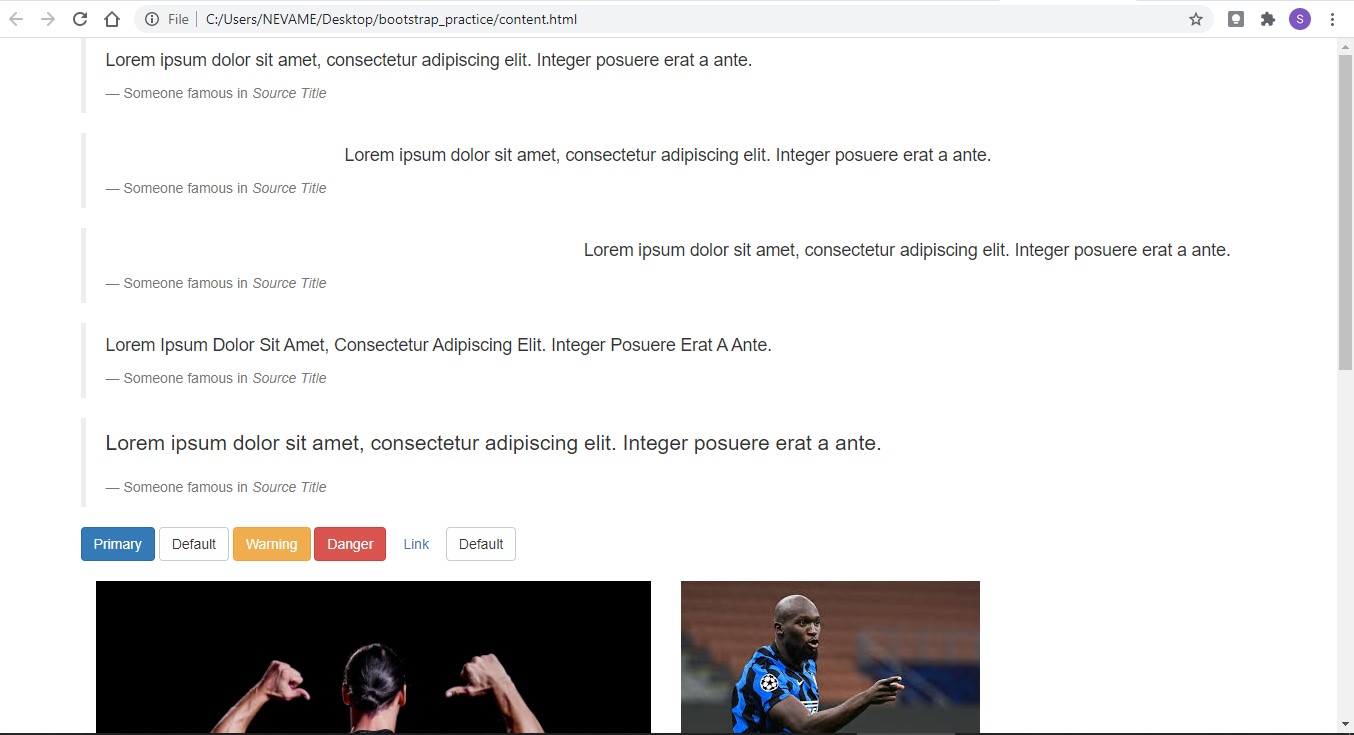 File C:/Users/NEVAME/Desktop/bootstrap_practice/content.html S
Lorem ipsum dolor sit amet, consectetur adipiscing elit. Integer posuere erat a ante.
— Someone famous in Source Title
Lorem ipsum dolor sit amet, consectetur adipiscing elit. Integer posuere erat a ante.
— Someone famous in Source Title
Lorem ipsum dolor sit amet, consectetur adipiscing elit. Integer posuere erat a ante.
— Someone famous in Source Title
Lorem Ipsum Dolor Sit Amet, Consectetur Adipiscing Elit. Integer Posuere Erat A Ante.
— Someone famous in Source Title
Lorem ipsum dolor sit amet, consectetur adipiscing elit. Integer posuere erat a ante.
— Someone famous in Source Title
Primary Default Warning Danger Link Default